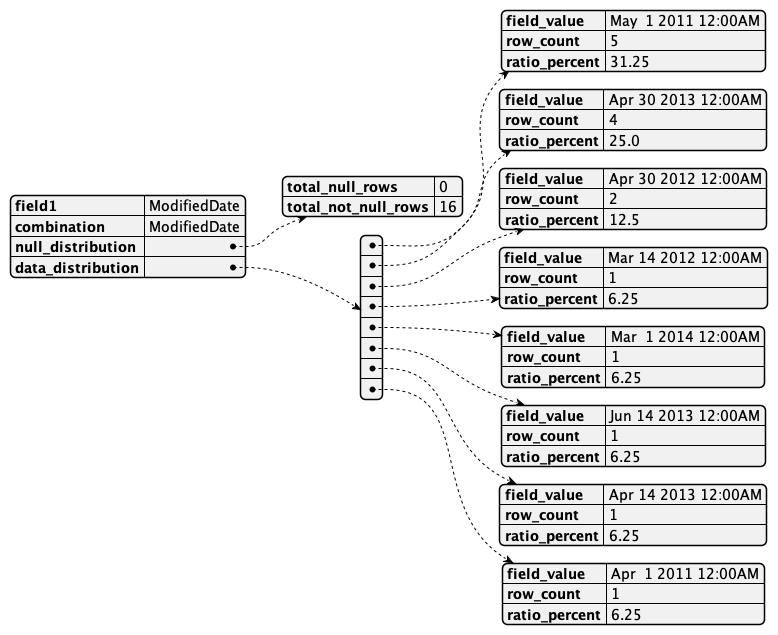 field1 ModifiedDate
combination ModifiedDate
null_distribution
data_distribution
total_null_rows 0
total_not_null_rows 16
field_value May  1 2011 12:00AM
row_count 5
ratio_percent 31.25
field_value Apr 30 2013 12:00AM
row_count 4
ratio_percent 25.0
field_value Apr 30 2012 12:00AM
row_count 2
ratio_percent 12.5
field_value Mar 14 2012 12:00AM
row_count 1
ratio_percent 6.25
field_value Mar  1 2014 12:00AM
row_count 1
ratio_percent 6.25
field_value Jun 14 2013 12:00AM
row_count 1
ratio_percent 6.25
field_value Apr 14 2013 12:00AM
row_count 1
ratio_percent 6.25
field_value Apr  1 2011 12:00AM
row_count 1
ratio_percent 6.25